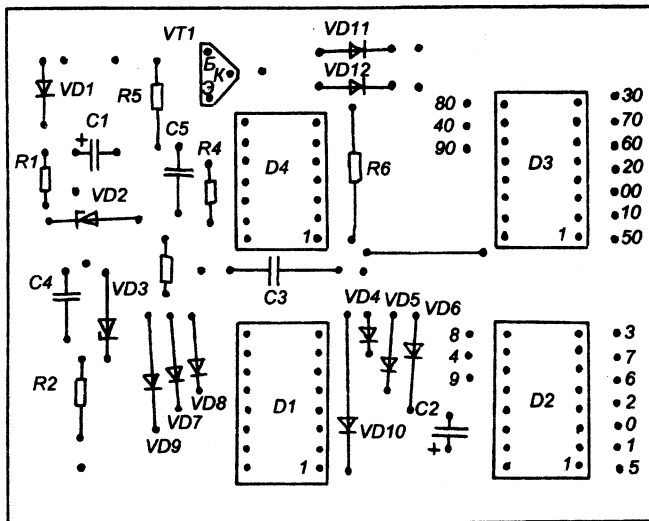 VT1
VD11
Б
К
Э
VD12
VD1
R5
80
30
C1
+
C5
40
70
R1
R4
D4
R6
90
D3
60
20
VD2
00
10
1
1
50
C4
VD3
C3
VD4
VD5
VD6
8
3
4
7
R2
9
6
VD8
D1
C2
D2
2
VD7
VD10
0
VD9
+
1
1
1
5